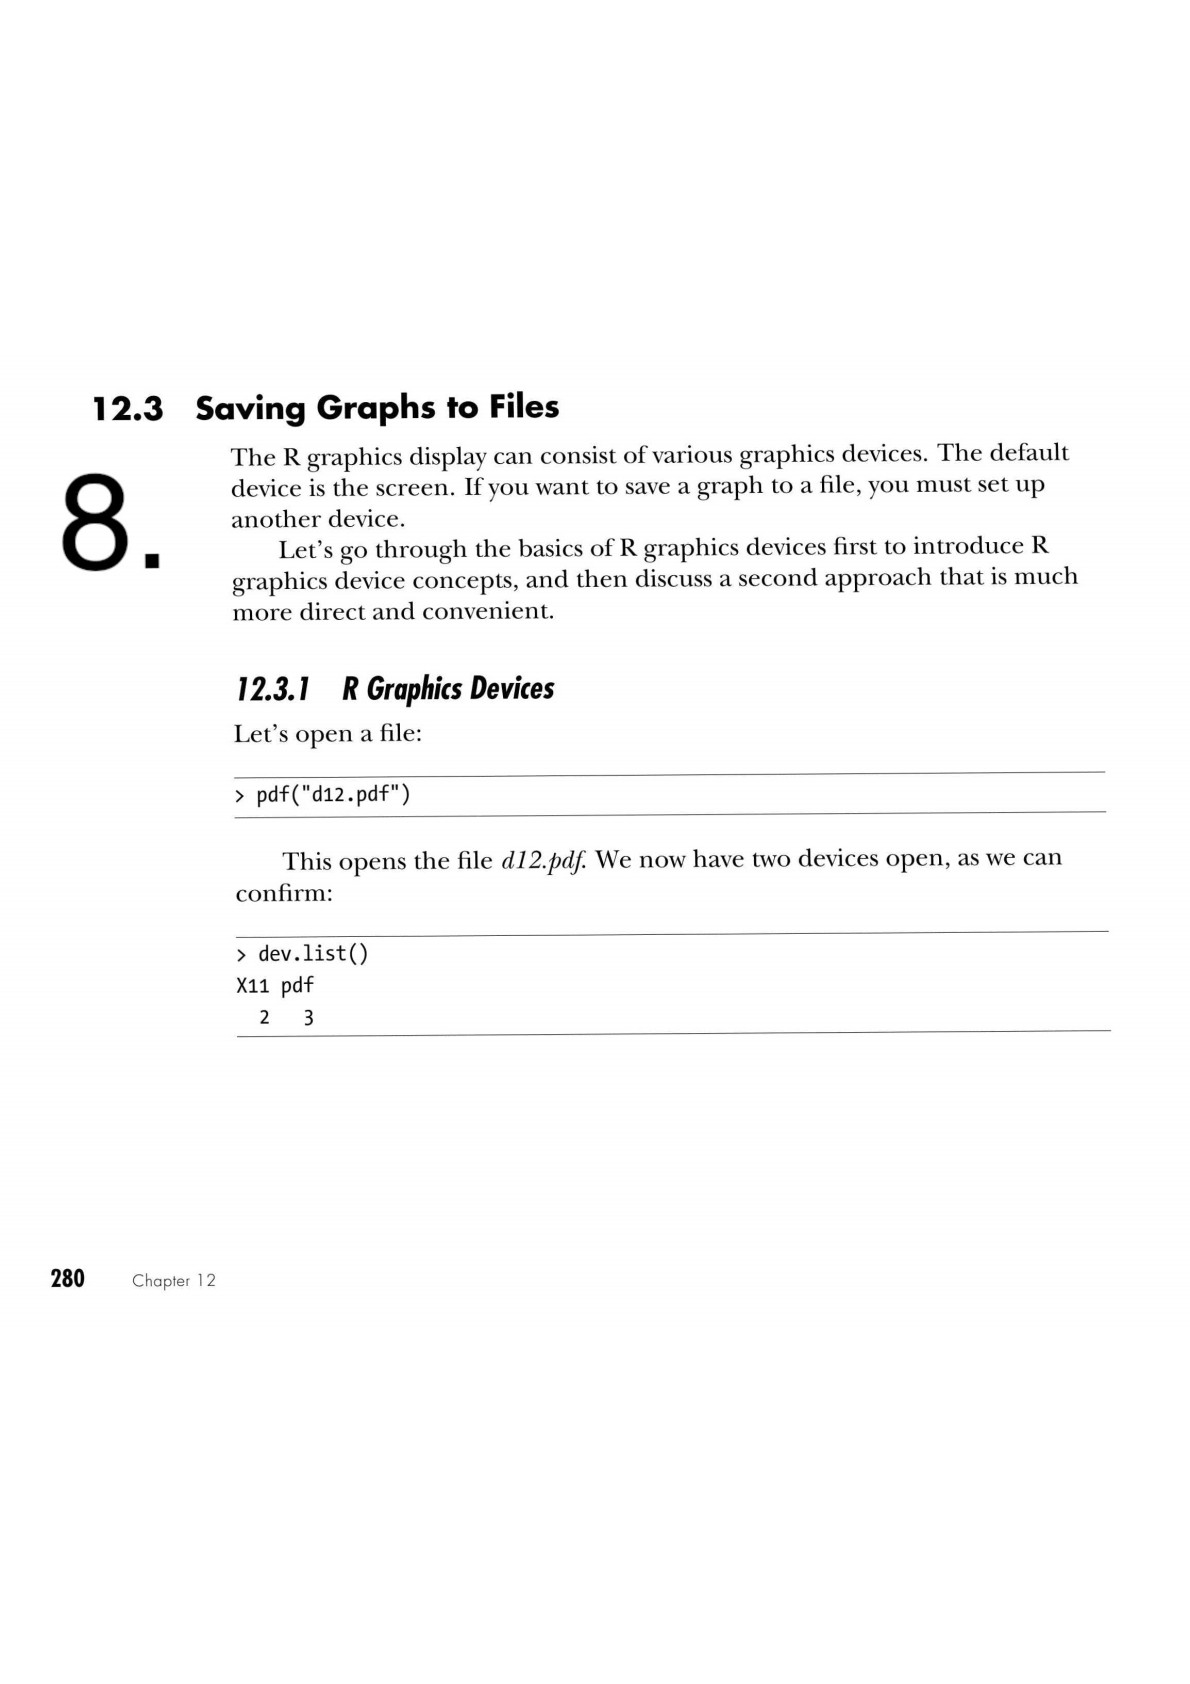 12.3 Saving Graphs to Files
The R graphics display can consist of various graphics devices. The default
device is the screen. If you want to save a graph to a file, you must set up
another device.
8.
Let’s go through the basics of R graphics devices first to introduce R
graphics device concepts, and then discuss a second approach that is much
more direct and convenient.
12.3.1 R Graphics Devices
Let’s open a file:
> pdf("d12.pdf")
This opens the file d12.pdf. We now have two devices open, as we can
confirm:
> dev.list()
X11 pdf
2 3
280 Chapter 12